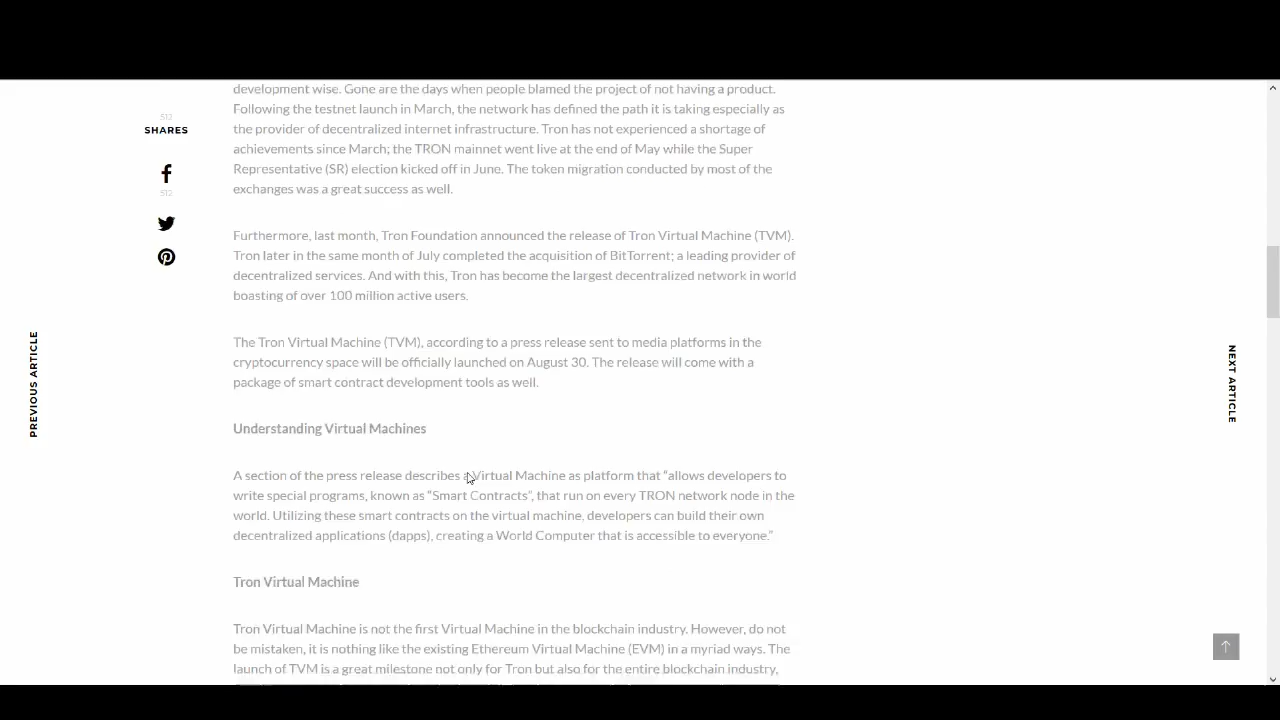 development wise. Gone are the days when people blamed the project of not having a product.
Following the testnet launch in March, the network has defined the path it is taking especially as
the provider of decentralized internet infrastructure. Tron has not experienced a shortage of
achievements since March; the TRON mainnet went live at the end of May while the Super
Representative (SR) election kicked off in June. The token migration conducted by most of the
exchanges was a great success as well.
SHARES
512
Furthermore, last month, Tron Foundation announced the release of Tron Virtual Machine (TVM).
Tron later in the same month of July completed the acquisition of BitTorrent; a leading provider of
decentralized services. And with this, Tron has become the largest decentralized network in world
boasting of over 100 million active users.
The Tron Virtual Machine (TVM), according to a press release sent to media platforms in the
cryptocurrency space will be officially launched on August 30. The release will come with a
package of smart contract development tools as well.
PREVIOUS ARTICLE
NEXT ARTICLE
Understanding Virtual Machines
A section of the press release describes a Virtual Machine as platform that “allows developers to
write special programs, known as “Smart Contracts”, that run on every TRON network node in the
world. Utilizing these smart contracts on the virtual machine, developers can build their own
decentralized applications (dapps), creating a World Computer that is accessible to everyone.”
Tron Virtual Machine
Tron Virtual Machine is not the first Virtual Machine in the blockchain industry. However, do not
be mistaken, it is nothing like the existing Ethereum Virtual Machine (EVM) in a myriad ways. The
launch of TVM is a great milestone not only for Tron but also for the entire blockchain industry,